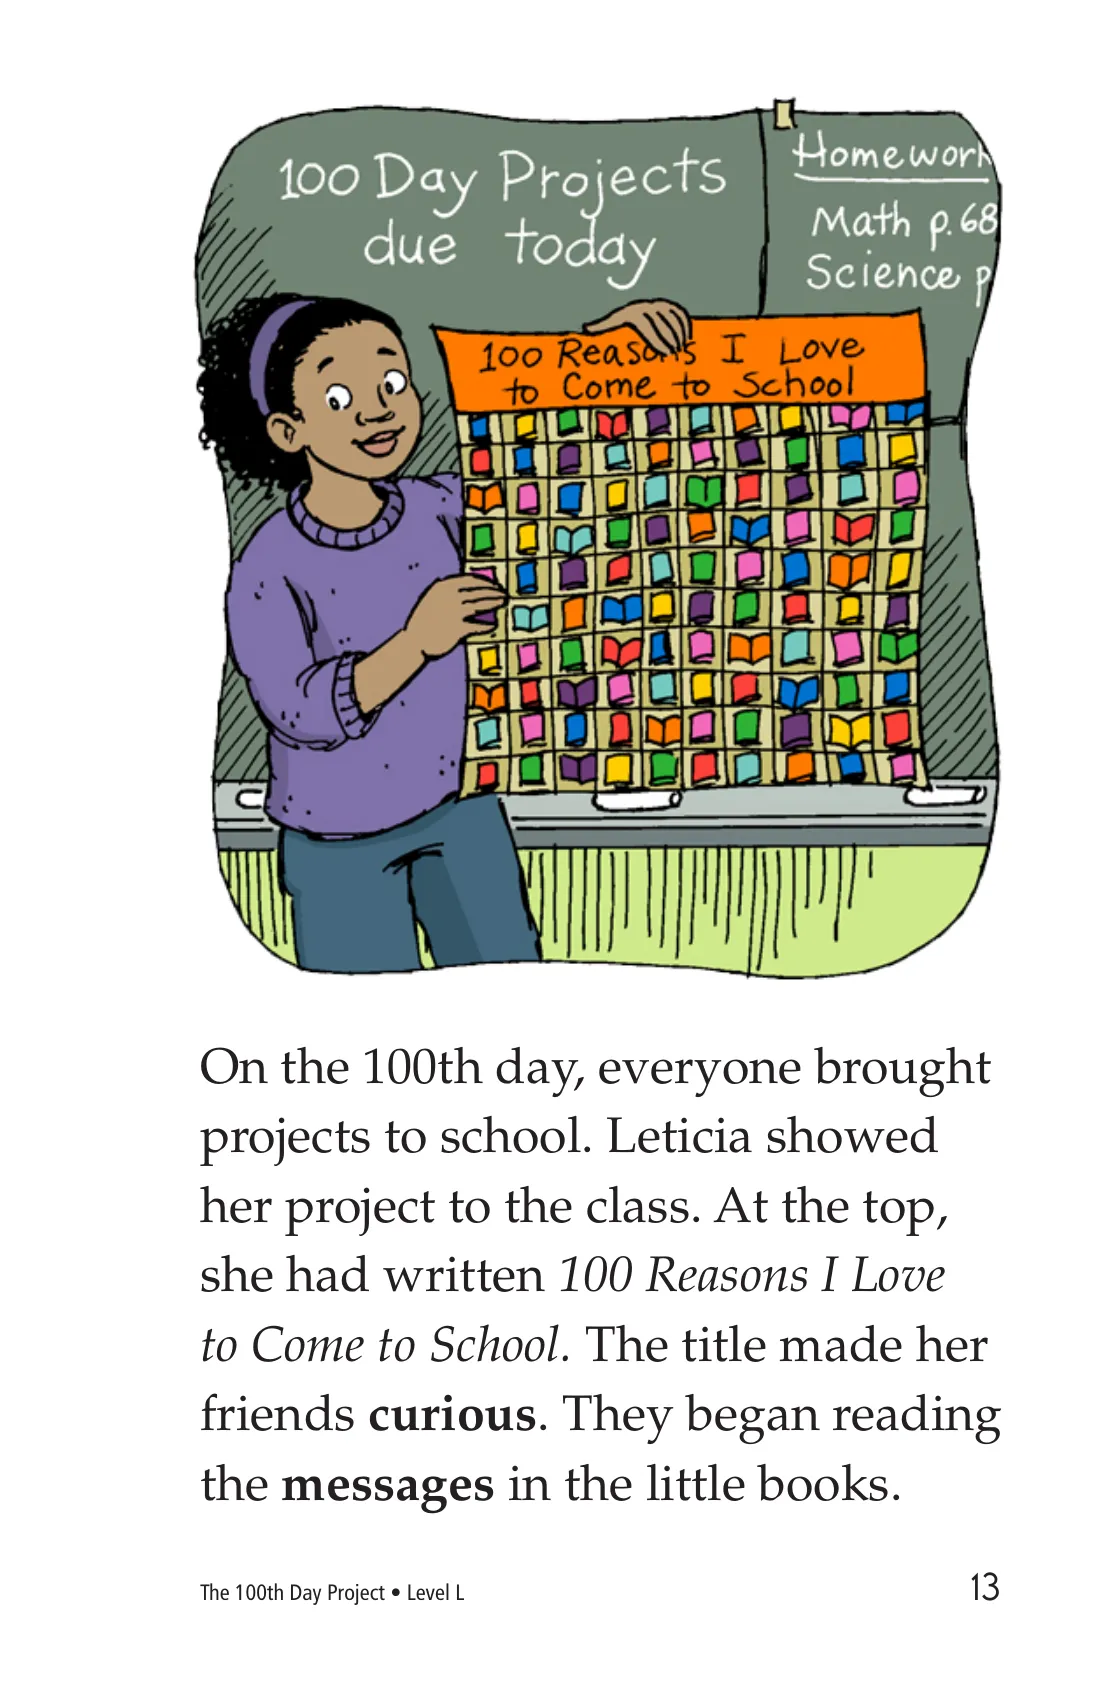 100 Day Projects
due today
Homework
Math p. 68
Science p
100 Reasons I Love
to Come to School
On the 100th day, everyone brought
projects to school. Leticia showed
her project to the class. At the top,
she had written 100 Reasons I Love
to Come to School. The title made her
friends curious. They began reading
the messages in the little books.
The 100th Day Project • Level L
13